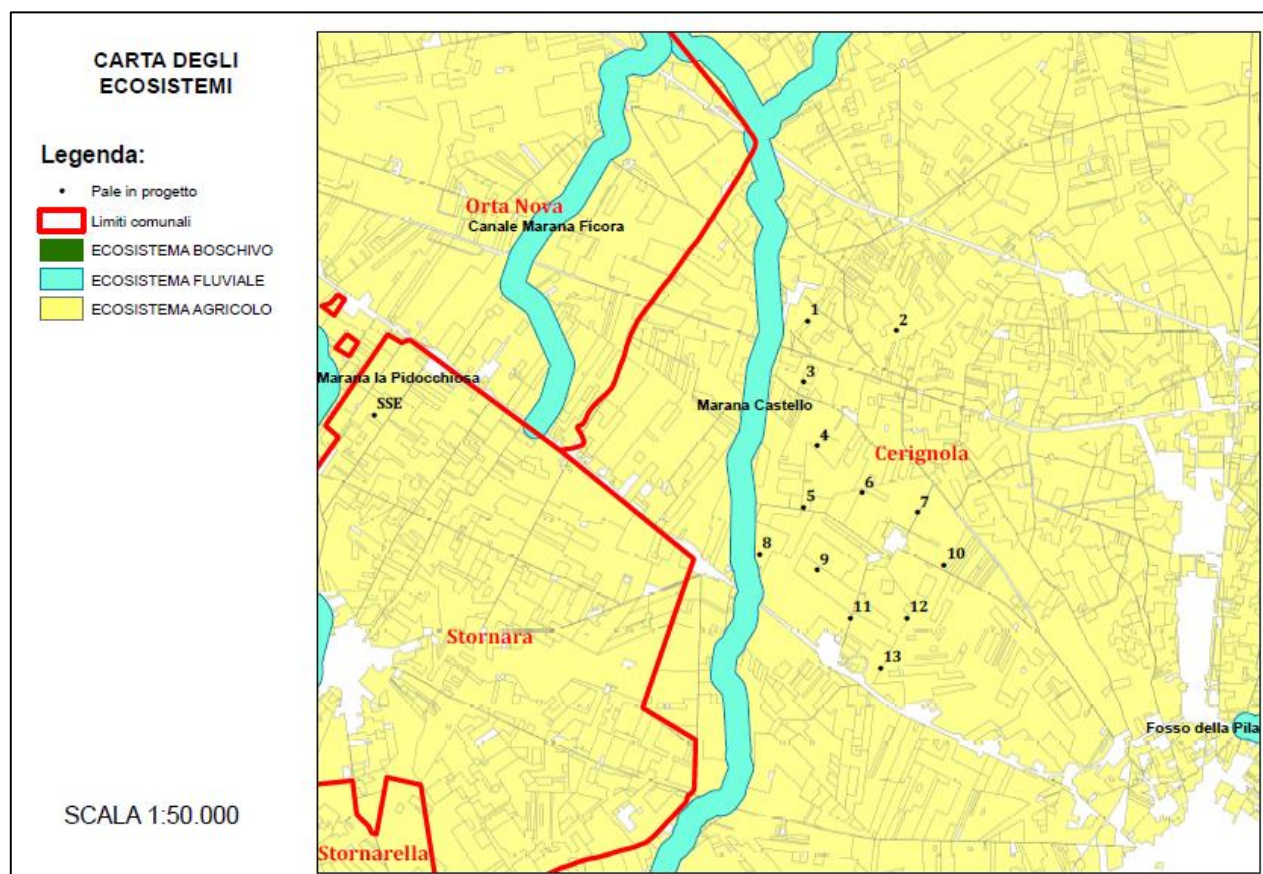 CARTA DEGLI
ECOSISTEMI
Legenda:
Pale in progetto
Limiti comunali
ECOSISTEMA BOSCHIVO
ECOSISTEMA FLUVIALE
ECOSISTEMA AGRICOLO
SCALA 1:50.000
Orta Nova
Canale Marana Ficora
1
2
Marana la Pidocchiosa
3
SSE
Marana Castello
4
Cerignola
6
5
7
8
9
10
11
12
Stornara
13
Fosso della Pila
Stornarella